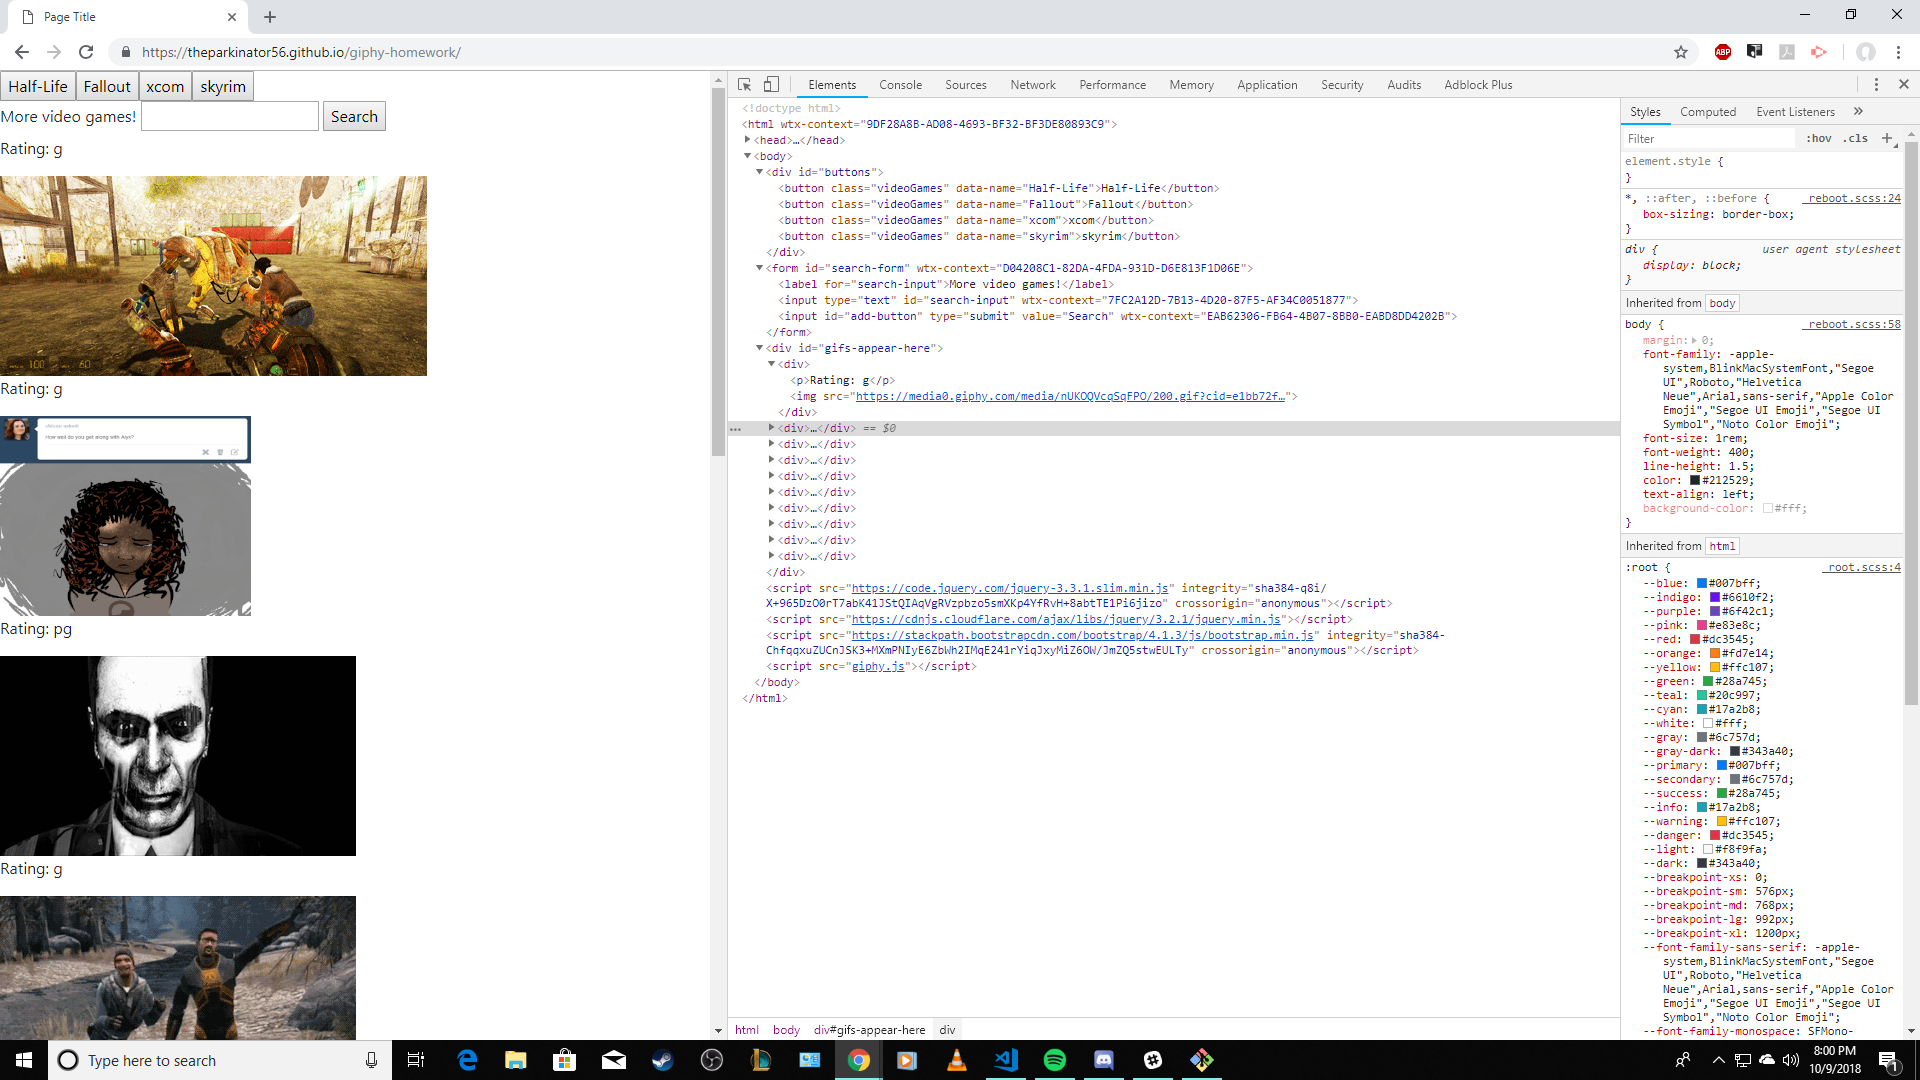 Page Title
https://theparkinator56.github.io/giphy-homework/
ABP
Half-Life Fallout xcom skyrim
More video games! Search
Rating: g
100 60
Rating: g
How well do you get along with Alyx?
Rating: pg
Rating: g
Elements Console Sources Network Performance Memory Application Security Audits Adblock Plus
<!doctype html>
<html wtx-context="9DF28A8B-AD08-4693-BF32-BF3DE80893C9">
<head>…</head>
<body>
<div id="buttons">
<button class="videoGames" data-name="Half-Life">Half-Life</button>
<button class="videoGames" data-name="Fallout">Fallout</button>
<button class="videoGames" data-name="xcom">xcom</button>
<button class="videoGames" data-name="skyrim">skyrim</button>
</div>
<form id="search-form" wtx-context="D04208C1-82DA-4FDA-931D-D6E813F1D06E">
<label for="search-input">More video games!</label>
<input type="text" id="search-input" wtx-context="7FC2A12D-7B13-4D20-87F5-AF34C0051877">
<input id="add-button" type="submit" value="Search" wtx-context="EAB62306-FB64-4B07-8BB0-EABD8DD4202B">
</form>
<div id="gifs-appear-here">
<div>
<p>Rating: g</p>
<img src="https://media0.giphy.com/media/nUKOQVcqSqFPO/200.gif?cid=e1bb72f…">
</div>
… <div>…</div> == $0
<div>…</div>
<div>…</div>
<div>…</div>
<div>…</div>
<div>…</div>
<div>…</div>
<div>…</div>
<div>…</div>
</div>
<script src="https://code.jquery.com/jquery-3.3.1.slim.min.js" integrity="sha384-q8i/
X+965DzO0rT7abK41JStQIAqVgRVzpbzo5smXKp4YfRvH+8abtTE1Pi6jizo" crossorigin="anonymous"></script>
<script src="https://cdnjs.cloudflare.com/ajax/libs/jquery/3.2.1/jquery.min.js"></script>
<script src="https://stackpath.bootstrapcdn.com/bootstrap/4.1.3/js/bootstrap.min.js" integrity="sha384-
ChfqqxuZUCnJSK3+MXmPNIyE6ZbWh2IMqE241rYiqJxyMiZ6OW/JmZQ5stwEULTy" crossorigin="anonymous"></script>
<script src="giphy.js"></script>
</body>
</html>
html body div#gifs-appear-here div
Styles Computed Event Listeners »
Filter :hov .cls +
element.style {
}
*, ::after, ::before { _reboot.scss:24
box-sizing: border-box;
}
div { user agent stylesheet
display: block;
}
Inherited from body
body { _reboot.scss:58
margin: 0;
font-family: -apple-
system,BlinkMacSystemFont,"Segoe
UI",Roboto,"Helvetica
Neue",Arial,sans-serif,"Apple Color
Emoji","Segoe UI Emoji","Segoe UI
Symbol","Noto Color Emoji";
font-size: 1rem;
font-weight: 400;
line-height: 1.5;
color: #212529;
text-align: left;
background-color: #fff;
}
Inherited from html
:root { _root.scss:4
--blue: #007bff;
--indigo: #6610f2;
--purple: #6f42c1;
--pink: #e83e8c;
--red: #dc3545;
--orange: #fd7e14;
--yellow: #ffc107;
--green: #28a745;
--teal: #20c997;
--cyan: #17a2b8;
--white: #fff;
--gray: #6c757d;
--gray-dark: #343a40;
--primary: #007bff;
--secondary: #6c757d;
--success: #28a745;
--info: #17a2b8;
--warning: #ffc107;
--danger: #dc3545;
--light: #f8f9fa;
--dark: #343a40;
--breakpoint-xs: 0;
--breakpoint-sm: 576px;
--breakpoint-md: 768px;
--breakpoint-lg: 992px;
--breakpoint-xl: 1200px;
--font-family-sans-serif: -apple-
system,BlinkMacSystemFont,"Segoe
UI",Roboto,"Helvetica
Neue",Arial,sans-serif,"Apple Color
Emoji","Segoe UI Emoji","Segoe UI
Symbol","Noto Color Emoji";
--font-family-monospace: SFMono-
Type here to search
8:00 PM
10/9/2018
1